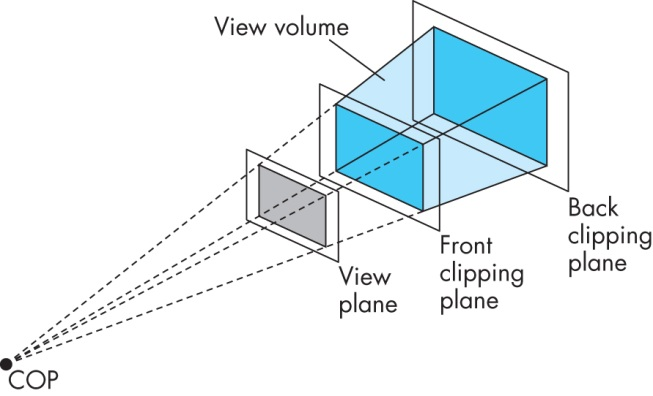 View volume
Back
clipping
plane
Front
clipping
plane
View
plane
COP